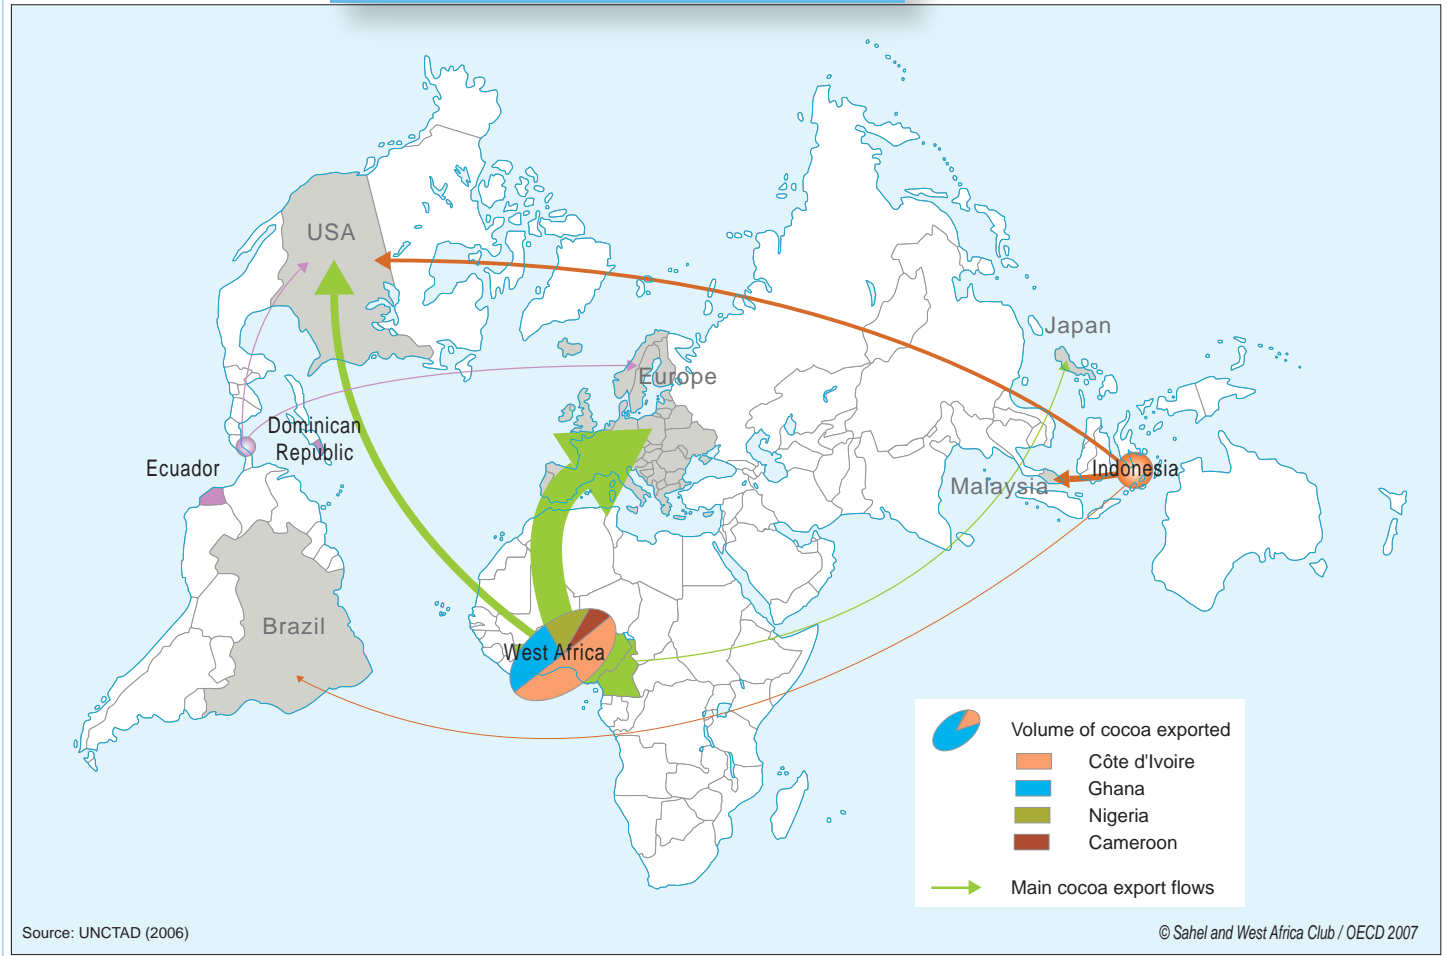 USA
Japan
Europe
Dominican
Republic
Ecuador
Indonesia
Malaysia
Brazil
West Africa
Volume of cocoa exported
Côte d'Ivoire
Ghana
Nigeria
Cameroon
Main cocoa export flows
Source: UNCTAD (2006)
© Sahel and West Africa Club / OECD 2007